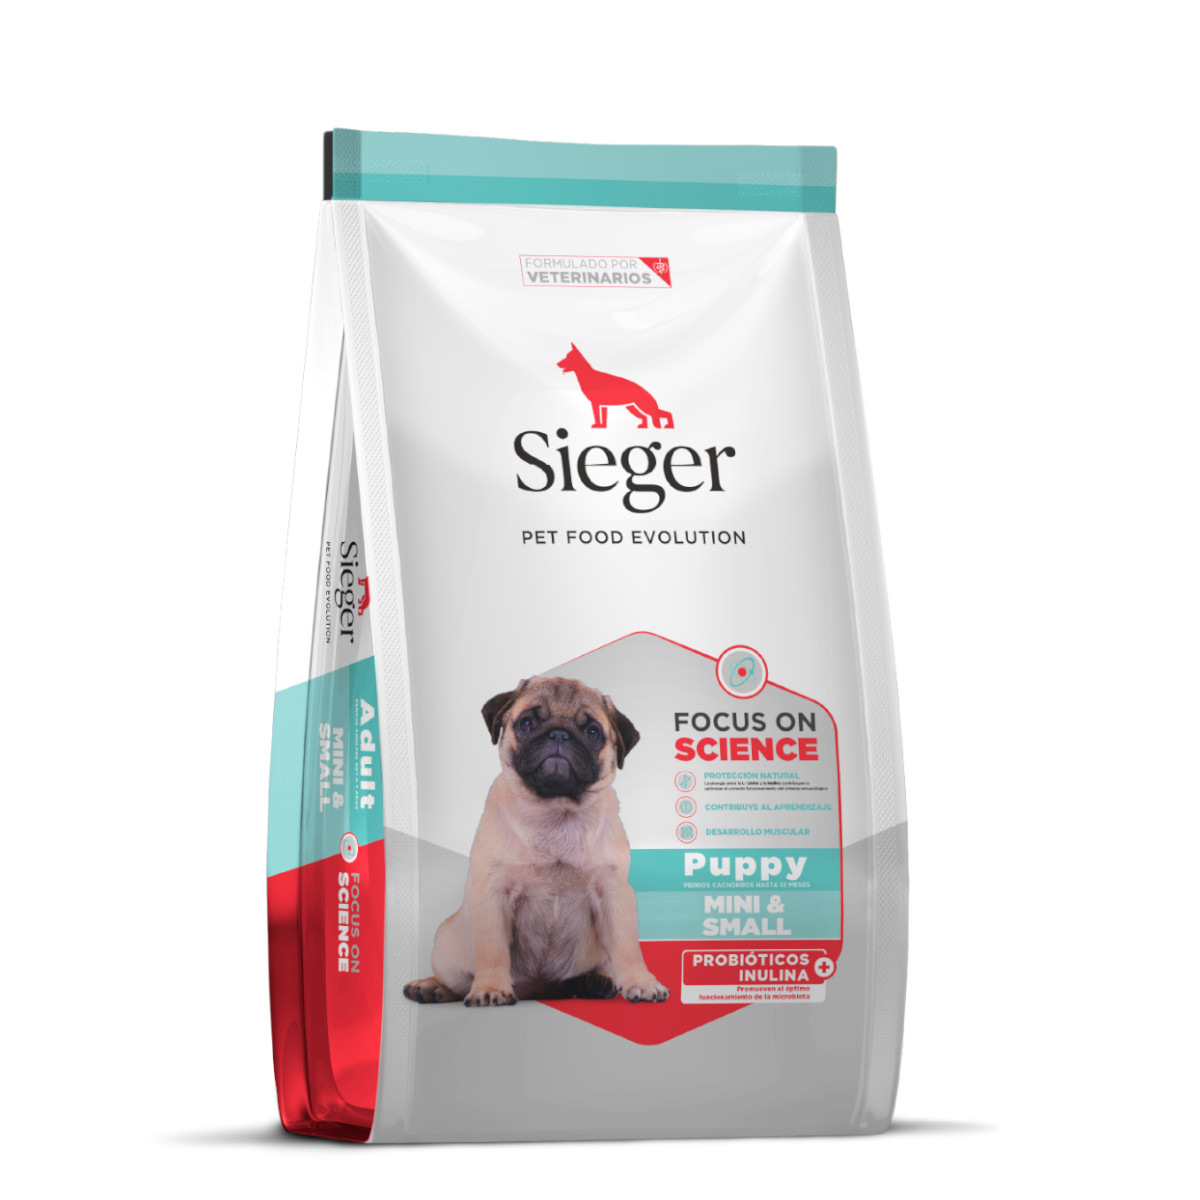 FORMULADO POR
VETERINARIOS
Sieger
PET FOOD EVOLUTION
FOCUS ON
SCIENCE
PROTECCIÓN NATURAL
CONTRIBUYE AL APRENDIZAJE
DESARROLLO MUSCULAR
Puppy
PERROS CACHORROS HASTA 12 MESES
MINI &
SMALL
PROBIÓTICOS
INULINA
Promueven el óptimo
funcionamiento de la microbiota
Sieger
PET FOOD EVOLUTION
Adult
MINI &
SMALL
FOCUS ON
SCIENCE